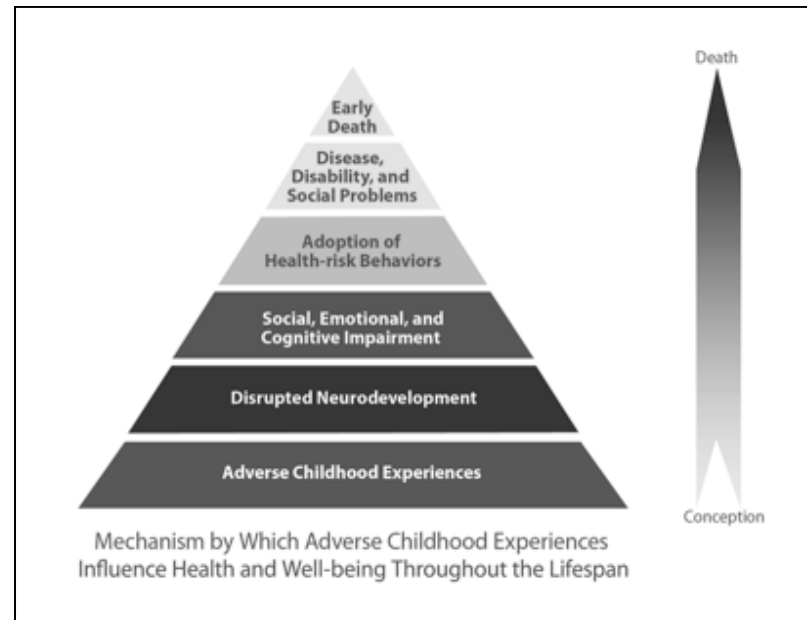 Death
Early
Death
Disease,
Disability, and
Social Problems
Adoption of
Health-risk Behaviors
Social, Emotional, and
Cognitive Impairment
Disrupted Neurodevelopment
Adverse Childhood Experiences
Conception
Mechanism by Which Adverse Childhood Experiences
Influence Health and Well-being Throughout the Lifespan